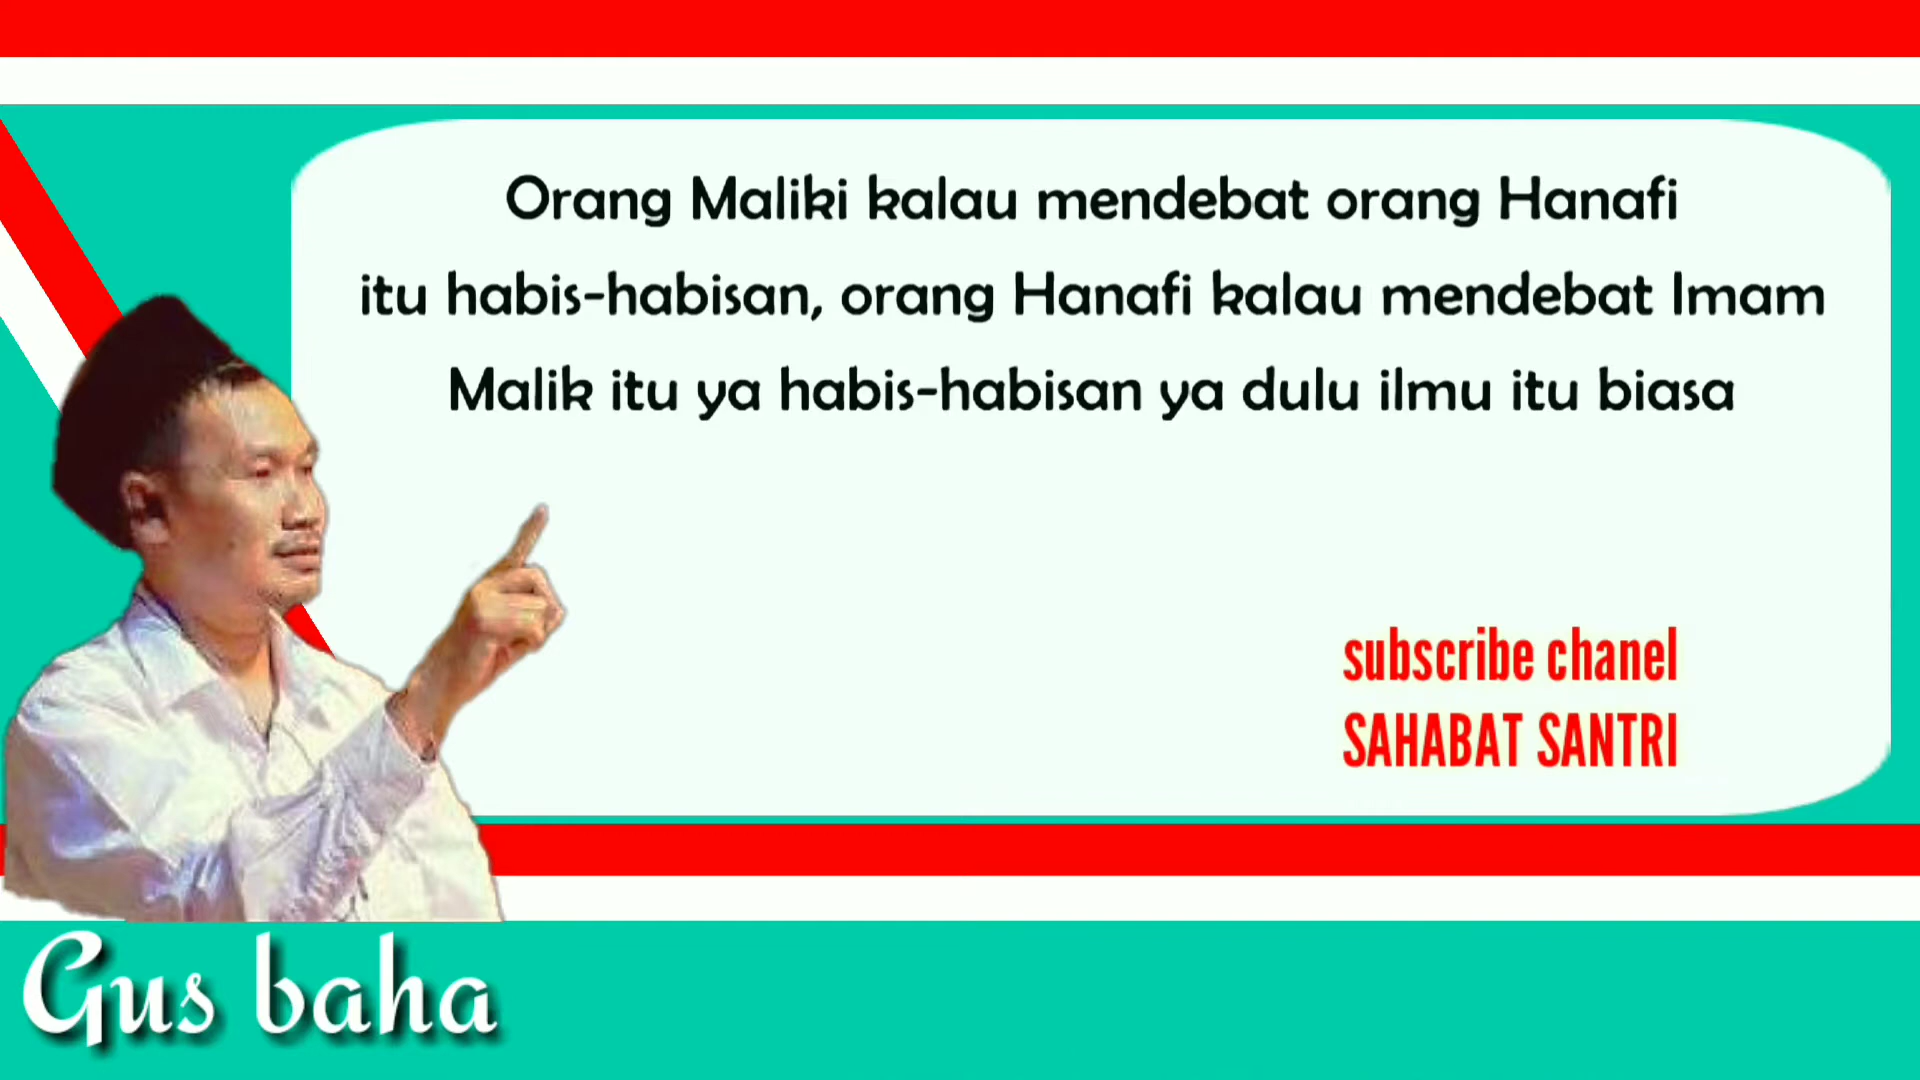 Orang Maliki kalau mendebat orang Hanafi
itu habis-habisan, orang Hanafi kalau mendebat Imam
Malik itu ya habis-habisan ya dulu ilmu itu biasa
subscribe chanel
SAHABAT SANTRI
Gus baha